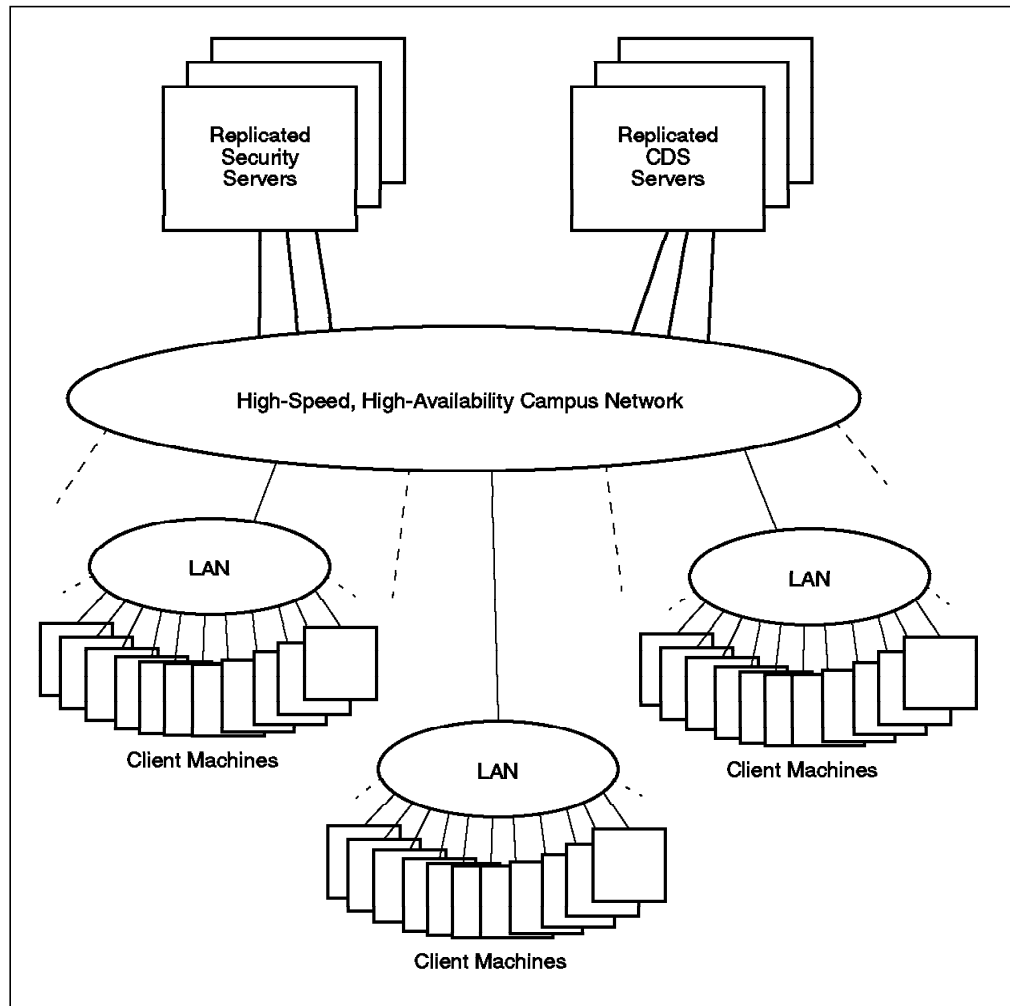 Replicated
Security
Servers
Replicated
CDS
Servers
High-Speed, High-Availability Campus Network
LAN
LAN
Client Machines
LAN
Client Machines
Client Machines